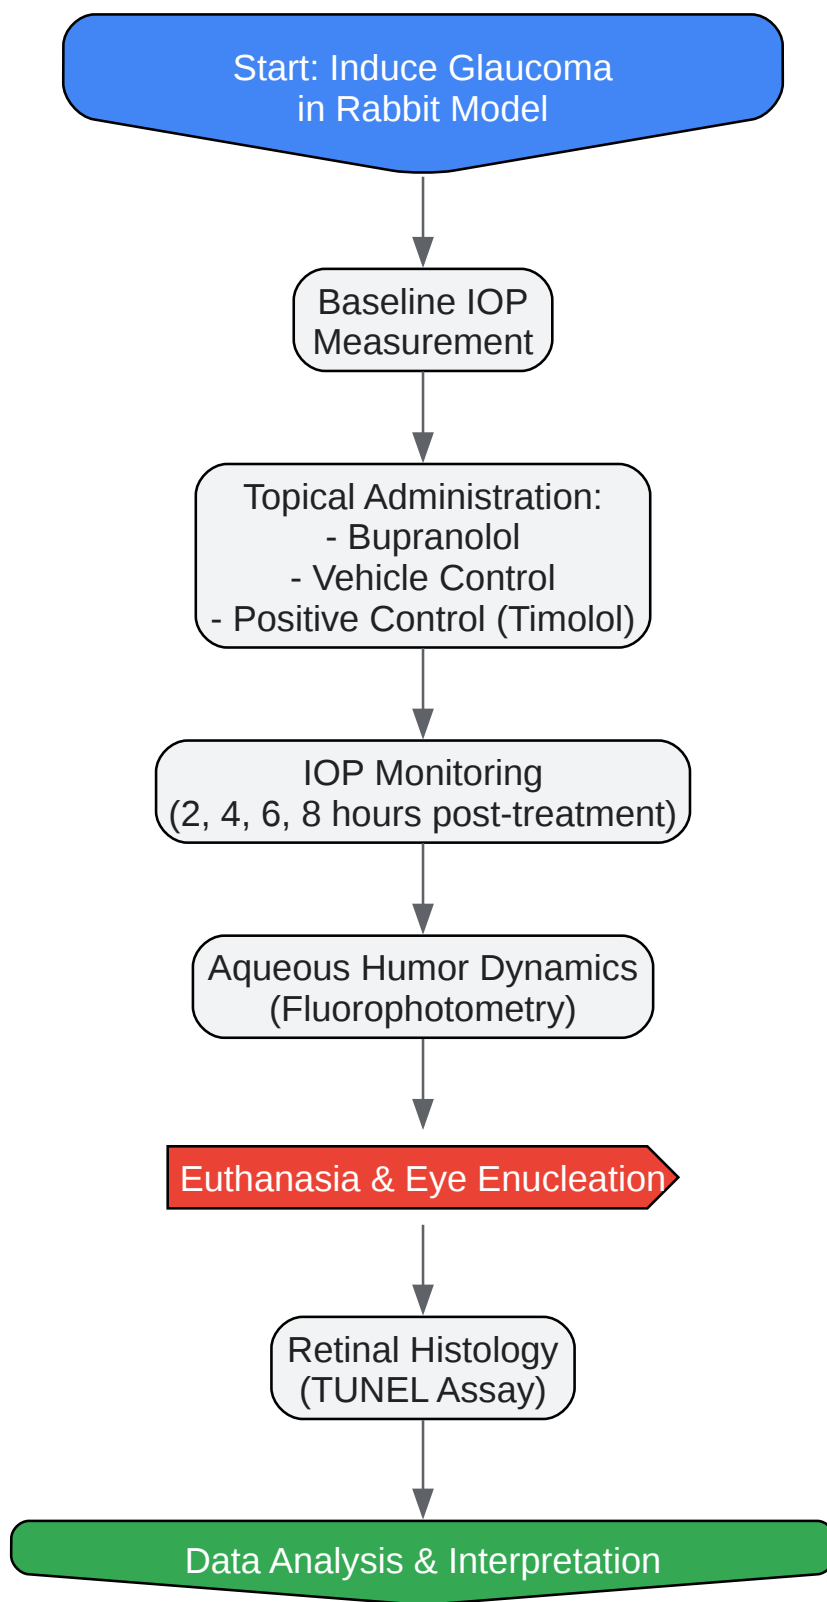 Start: Induce Glaucoma
in Rabbit Model
Baseline IOP
Measurement
Topical Administration:
- Bupranolol
- Vehicle Control
- Positive Control (Timolol)
IOP Monitoring
(2, 4, 6, 8 hours post-treatment)
Aqueous Humor Dynamics
(Fluorophotometry)
Euthanasia & Eye Enucleation
Retinal Histology
(TUNEL Assay)
Data Analysis & Interpretation